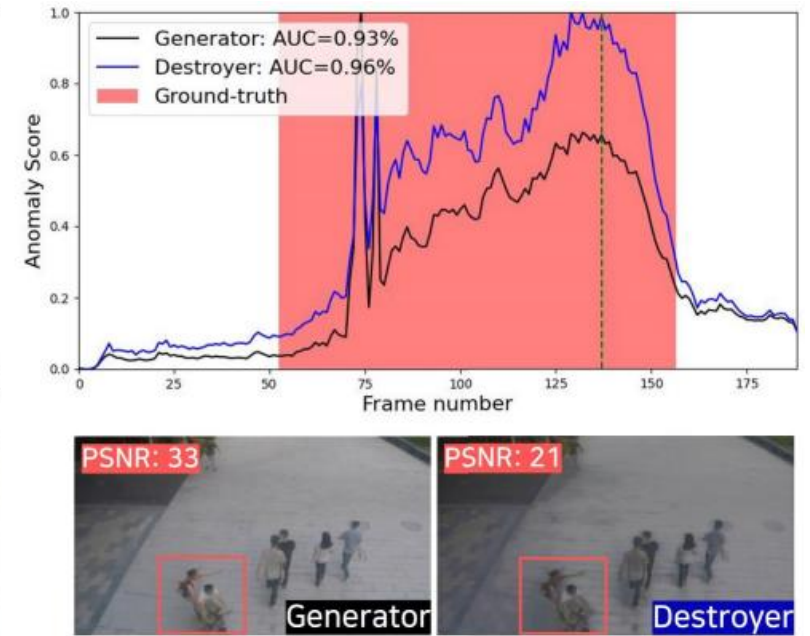 1.0
0.8
0.6
0.4
0.2
0.0
Anomaly Score
Generator: AUC=0.93%
Destroyer: AUC=0.96%
Ground-truth
0 25 50 75 100 125 150 175
Frame number
PSNR: 33
PSNR: 21
Generator
Destroyer